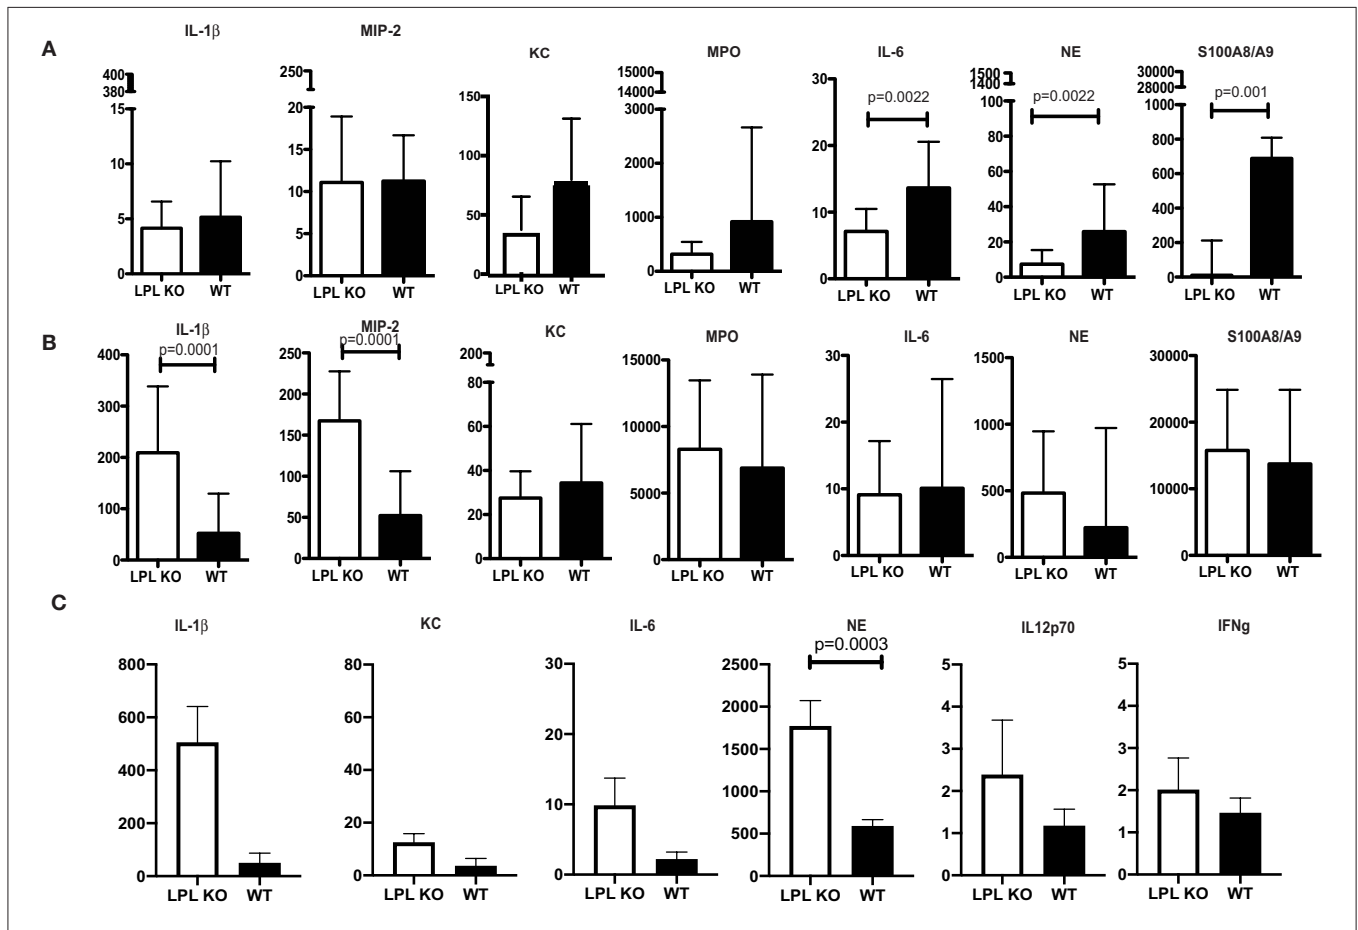 A
IL-1β
400
380
15
10
5
0
LPL KO WT
MIP-2
250
20
15
10
5
0
LPL KO WT
KC
150
100
50
0
LPL KO WT
MPO
15000
14000
3000
2000
1000
0
LPL KO WT
IL-6
p=0.0022
30
20
10
0
LPL KO WT
NE
1500
1400
p=0.0022
100
80
60
40
20
0
LPL KO WT
S100A8/A9
30000
28000
p=0.001
1000
800
600
400
200
0
LPL KO WT
B
IL-1β
p=0.0001
400
300
200
100
0
LPL KO WT
MIP-2
p=0.0001
250
200
150
100
50
0
LPL KO WT
KC
200
80
60
40
20
0
LPL KO WT
MPO
15000
10000
5000
0
LPL KO WT
IL-6
30
20
10
0
LPL KO WT
NE
1500
1000
500
0
LPL KO WT
S100A8/A9
30000
20000
10000
0
LPL KO WT
C
IL-1β
800
600
400
200
0
LPL KO WT
KC
80
60
40
20
0
LPL KO WT
IL-6
30
20
10
0
LPL KO WT
NE
p=0.0003
2500
2000
1500
1000
500
0
LPL KO WT
IL12p70
5
4
3
2
1
0
LPL KO WT
IFNg
5
4
3
2
1
0
LPL KO WT